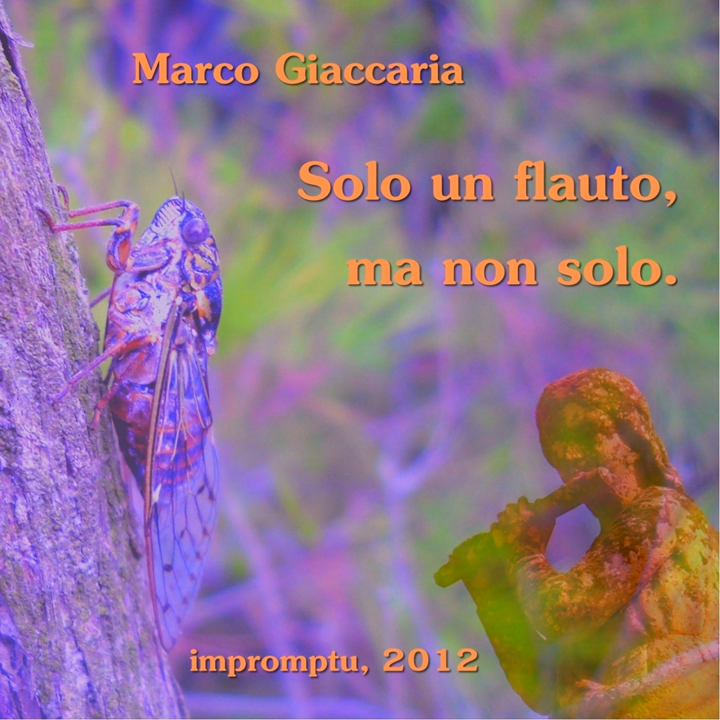 Marco Giaccaria
Solo un flauto,
ma non solo.
impromptu, 2012